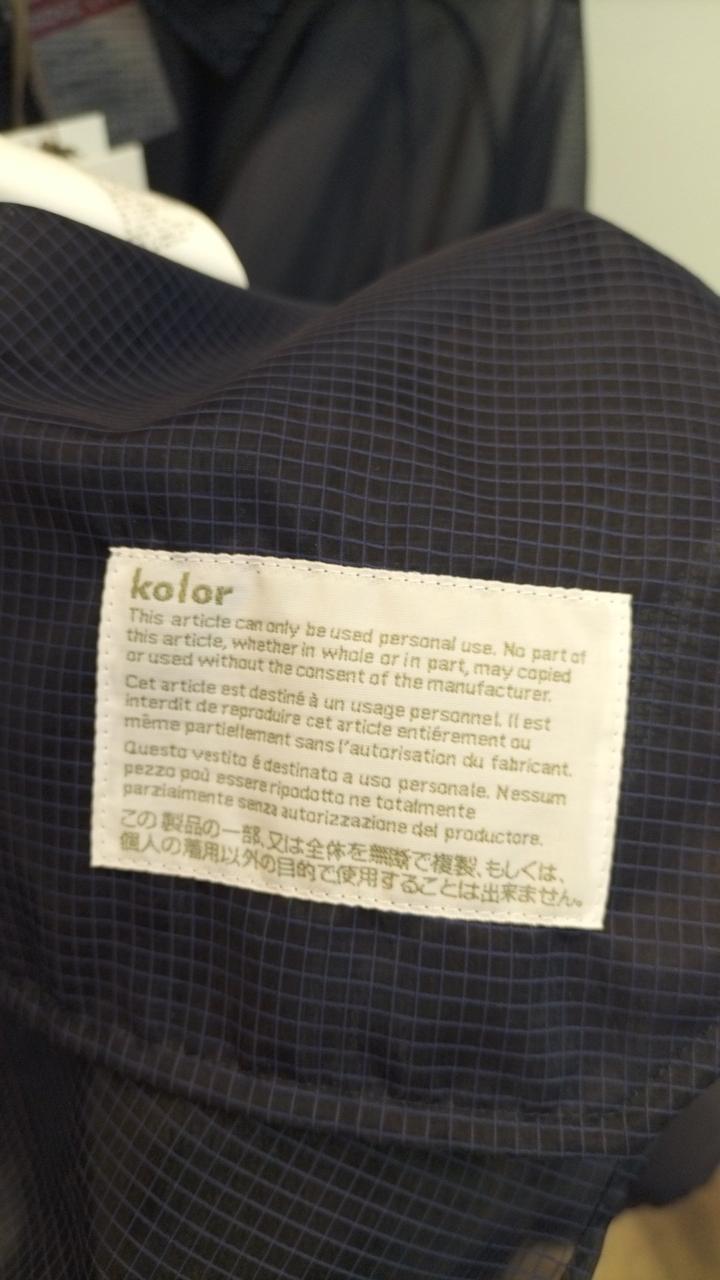 kolor
This article can only be used personal use. No part of
this article, whether in whole or in part, may copied
or used without the consent of the manufacturer.
Cet article est destiné à un usage personnel. Il est
interdit de reproduire cet article entiérement ou
même partiellement sans l'autorisation du fabricant.
Questo vestito é destinato a uso personale. Nessum
pezzo paù essere ripodotto ne totalmente
parzialmente senza autorizzazione del productore.
この製品の一部、又は全体を無断で複製、もしくは、
個人の着用以外の目的で使用することは出来ません。